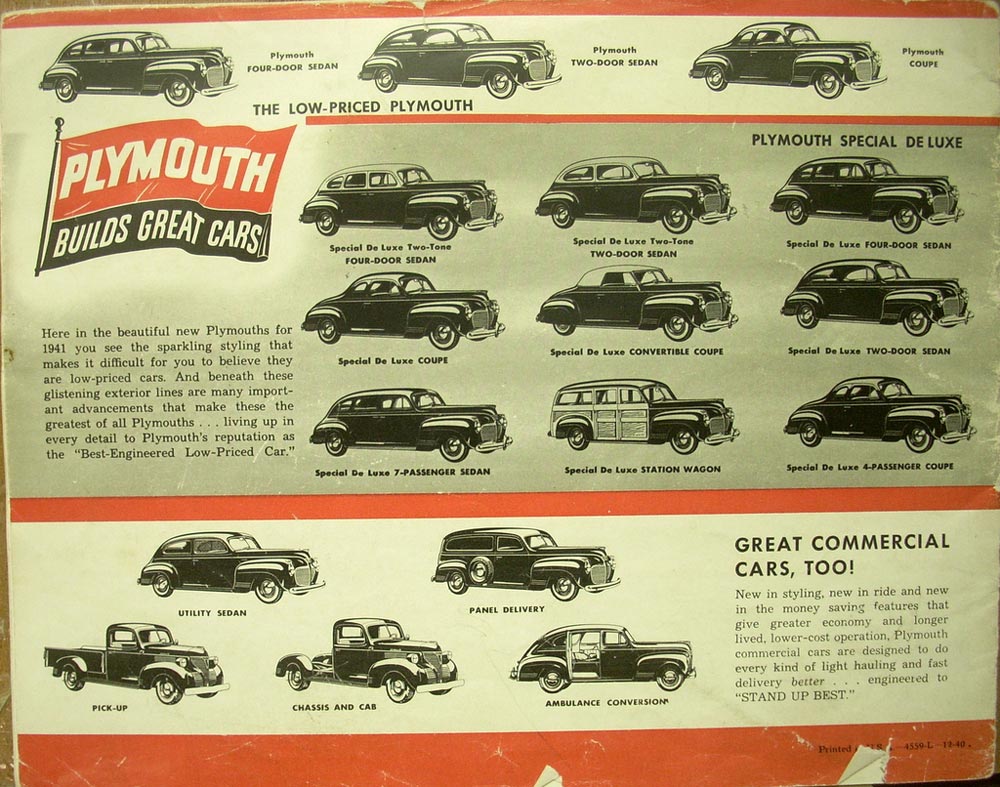 Plymouth
FOUR-DOOR SEDAN
Plymouth
TWO-DOOR SEDAN
Plymouth
COUPE
THE LOW-PRICED PLYMOUTH
PLYMOUTH
BUILDS GREAT CARS
PLYMOUTH SPECIAL DE LUXE
Special De Luxe Two-Tone
FOUR-DOOR SEDAN
Special De Luxe Two-Tone
TWO-DOOR SEDAN
Special De Luxe FOUR-DOOR SEDAN
Special De Luxe COUPE
Special De Luxe CONVERTIBLE COUPE
Special De Luxe TWO-DOOR SEDAN
Special De Luxe 7-PASSENGER SEDAN
Special De Luxe STATION WAGON
Special De Luxe 4-PASSENGER COUPE
Here in the beautiful new Plymouths for
1941 you see the sparkling styling that
makes it difficult for you to believe they
are low-priced cars. And beneath these
glistening exterior lines are many import-
ant advancements that make these the
greatest of all Plymouths . . . living up in
every detail to Plymouth's reputation as
the "Best-Engineered Low-Priced Car."
UTILITY SEDAN
PANEL DELIVERY
PICK-UP
CHASSIS AND CAB
AMBULANCE CONVERSION
GREAT COMMERCIAL
CARS, TOO!
New in styling, new in ride and new
in the money saving features that
give greater economy and longer
lived, lower-cost operation, Plymouth
commercial cars are designed to do
every kind of light hauling and fast
delivery better . . . engineered to
"STAND UP BEST."
Printed U.S. 4559-L 12-40